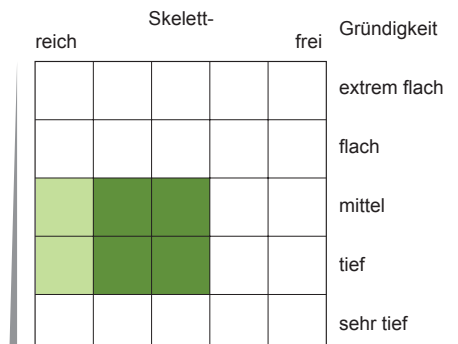 Skelett-
reich frei
Gründigkeit
extrem flach
flach
mittel
tief
sehr tief